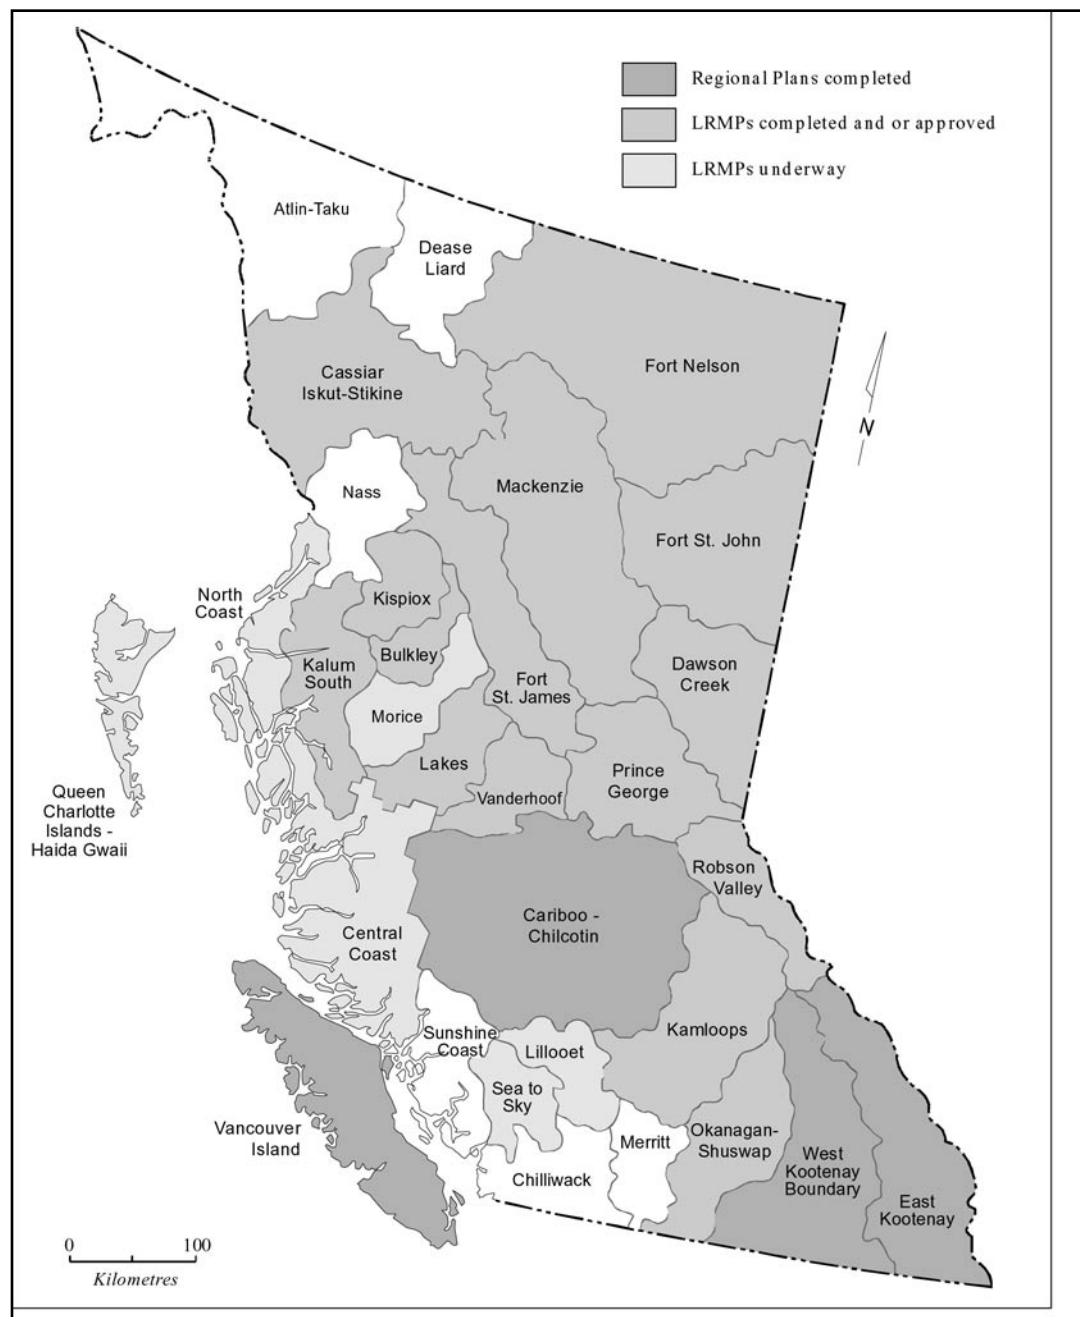 Regional Plans completed
LRMPs completed and or approved
LRMPs underway
Atlin-Taku
Dease
Liard
Fort Nelson
Cassiar
Iskut-Stikine
N
Mackenzie
Nass
Fort St. John
North
Coast
Kispiox
Bulkley
Kalum
South
Dawson
Creek
Fort
St. James
Morice
Lakes
Prince
George
Vanderhoof
Queen
Charlotte
Islands -
Haida Gwaii
Robson
Valley
Cariboo -
Chilcotin
Central
Coast
Kamloops
Sunshine
Coast
Lillooet
Sea to
Sky
Vancouver
Island
Merritt
Okanagan-
Shuswap
Chilliwack
West
Kootenay
Boundary
East
Kootenay
0 100
Kilometres